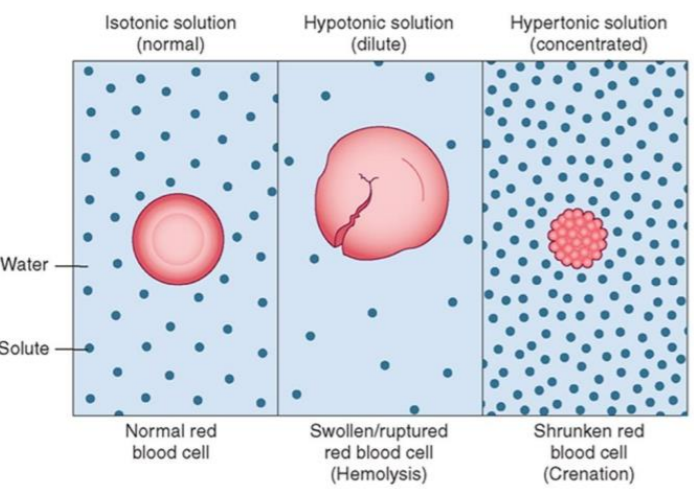 Isotonic solution
(normal)
Hypotonic solution
(dilute)
Hypertonic solution
(concentrated)
Water
Solute
Normal red
blood cell
Swollen/ruptured
red blood cell
(Hemolysis)
Shrunken red
blood cell
(Crenation)